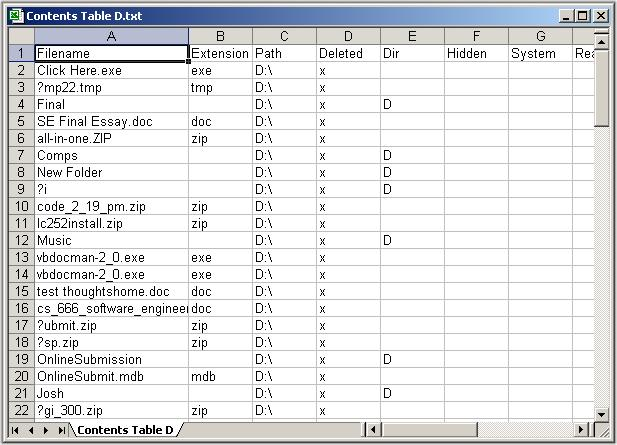 Contents Table D.txt
A B C D E F G
1 Filename Extension Path Deleted Dir Hidden System Rea
2 Click Here.exe exe D:\ x
3 ?mp22.tmp tmp D:\ x
4 Final D:\ x D
5 SE Final Essay.doc doc D:\ x
6 all-in-one.ZIP zip D:\ x
7 Comps D:\ x D
8 New Folder D:\ x D
9 ?i D:\ x D
10 code_2_19_pm.zip zip D:\ x
11 lc252install.zip zip D:\ x
12 Music D:\ x D
13 vbdocman-2_0.exe exe D:\ x
14 vbdocman-2_0.exe exe D:\ x
15 test thoughtshome.doc doc D:\ x
16 cs_666_software_engineer doc D:\ x
17 ?ubmit.zip zip D:\ x
18 ?sp.zip zip D:\ x
19 OnlineSubmission D:\ x D
20 OnlineSubmit.mdb mdb D:\ x
21 Josh D:\ x D
22 ?gi_300.zip zip D:\ x
Contents Table D